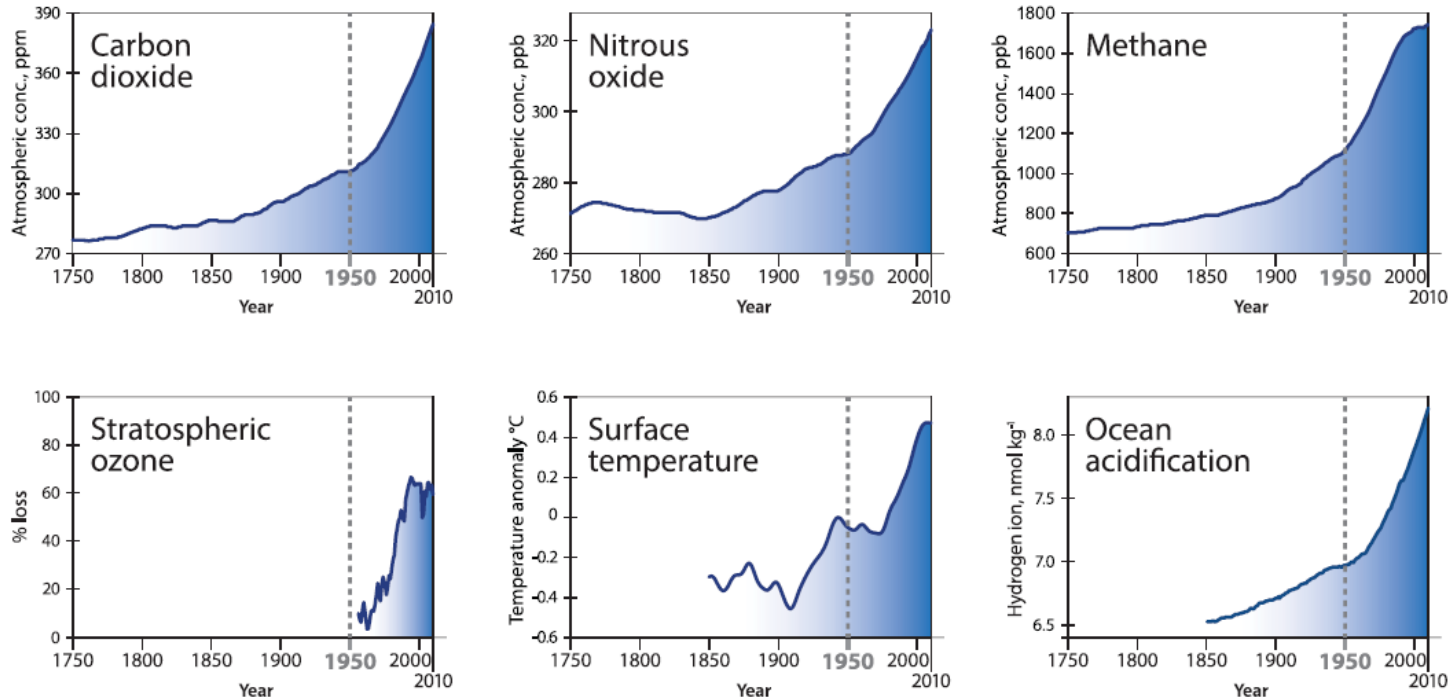 Carbon
dioxide
Atmospheric conc., ppm
390
360
330
300
270
1750 1800 1850 1900 1950 2000
2010
Year
Nitrous
oxide
Atmospheric conc., ppb
320
300
280
260
1750 1800 1850 1900 1950 2000
2010
Year
Methane
Atmospheric conc., ppb
1800
1600
1400
1200
1000
800
600
1750 1800 1850 1900 1950 2000
2010
Year
Stratospheric
ozone
% loss
100
80
60
40
20
0
1750 1800 1850 1900 1950 2000
2010
Year
Surface
temperature
Temperature anomaly °C
0.6
0.4
0.2
0
-0.2
-0.4
-0.6
1750 1800 1850 1900 1950 2000
2010
Year
Ocean
acidification
Hydrogen ion, nmol kg⁻¹
8.0
7.5
7.0
6.5
1750 1800 1850 1900 1950 2000
2010
Year